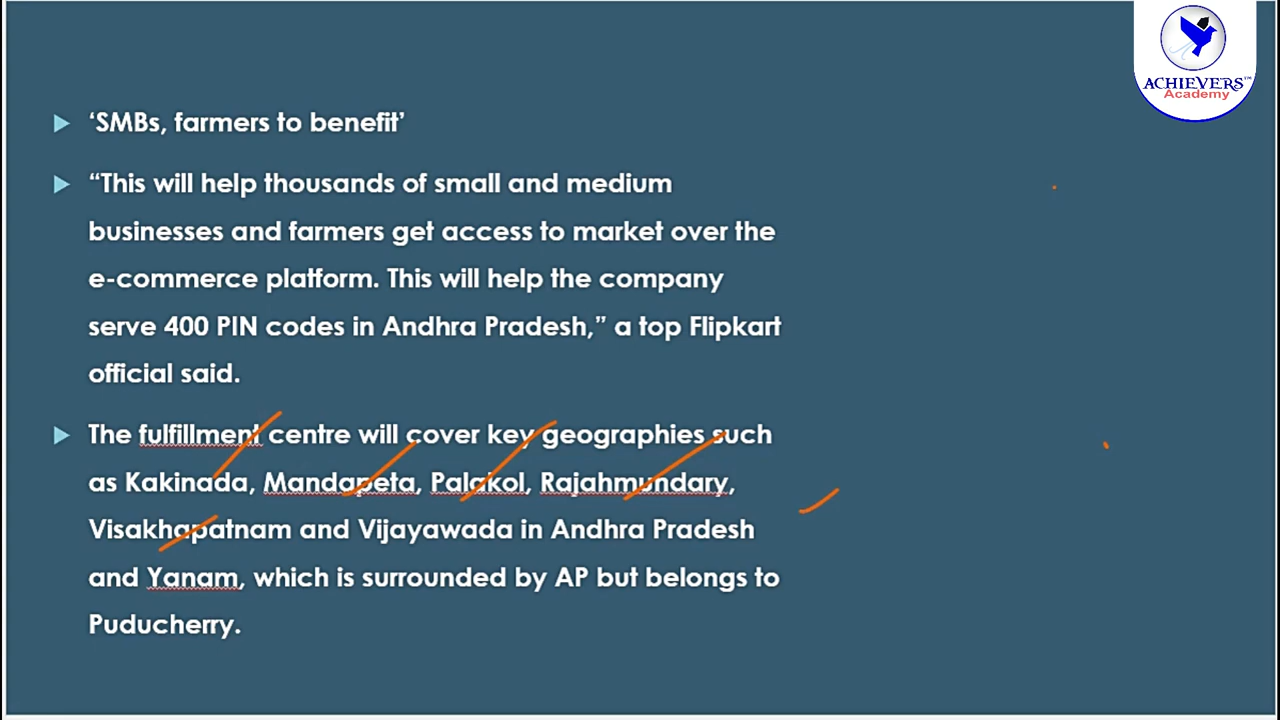 ACHIEVERS™
Academy
‘SMBs, farmers to benefit’
“This will help thousands of small and medium
businesses and farmers get access to market over the
e-commerce platform. This will help the company
serve 400 PIN codes in Andhra Pradesh,” a top Flipkart
official said.
The fulfillment centre will cover key geographies such
as Kakinada, Mandapeta, Palakol, Rajahmundary,
Visakhapatnam and Vijayawada in Andhra Pradesh
and Yanam, which is surrounded by AP but belongs to
Puducherry.